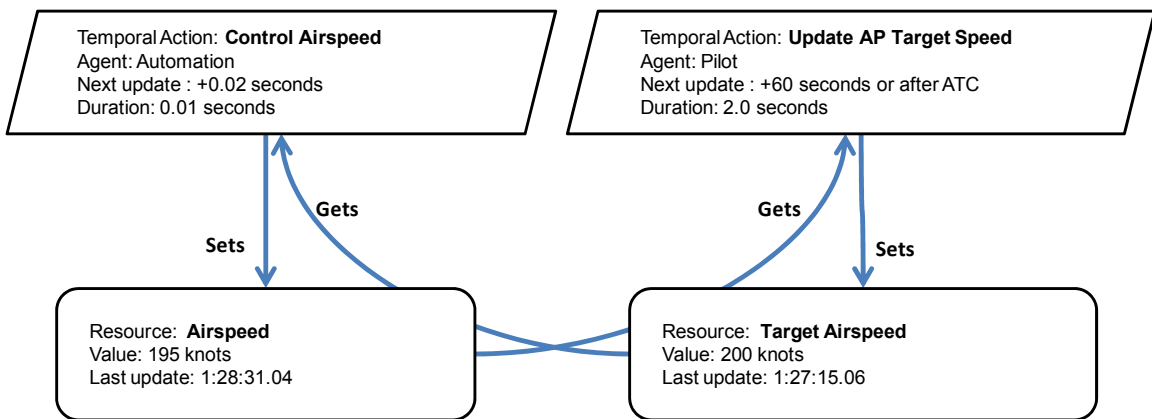 Temporal Action: Control Airspeed
Agent: Automation
Next update : +0.02 seconds
Duration: 0.01 seconds
Temporal Action: Update AP Target Speed
Agent: Pilot
Next update : +60 seconds or after ATC
Duration: 2.0 seconds
Gets
Sets
Gets
Sets
Resource: Airspeed
Value: 195 knots
Last update: 1:28:31.04
Resource: Target Airspeed
Value: 200 knots
Last update: 1:27:15.06